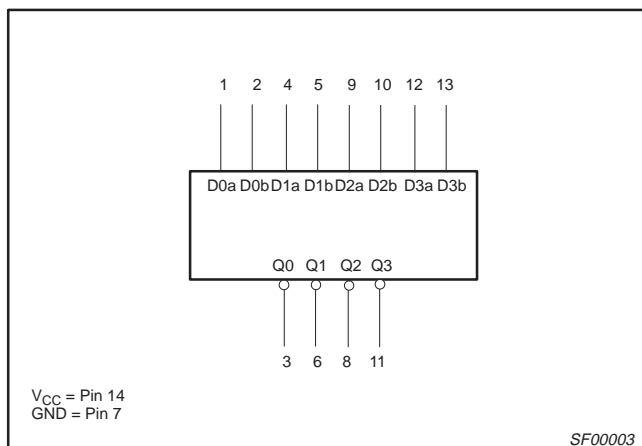 1 2 4 5 9 10 12 13
D0a D0b D1a D1b D2a D2b D3a D3b
Q0 Q1 Q2 Q3
3 6 8 11
VCC = Pin 14
GND = Pin 7
SF00003